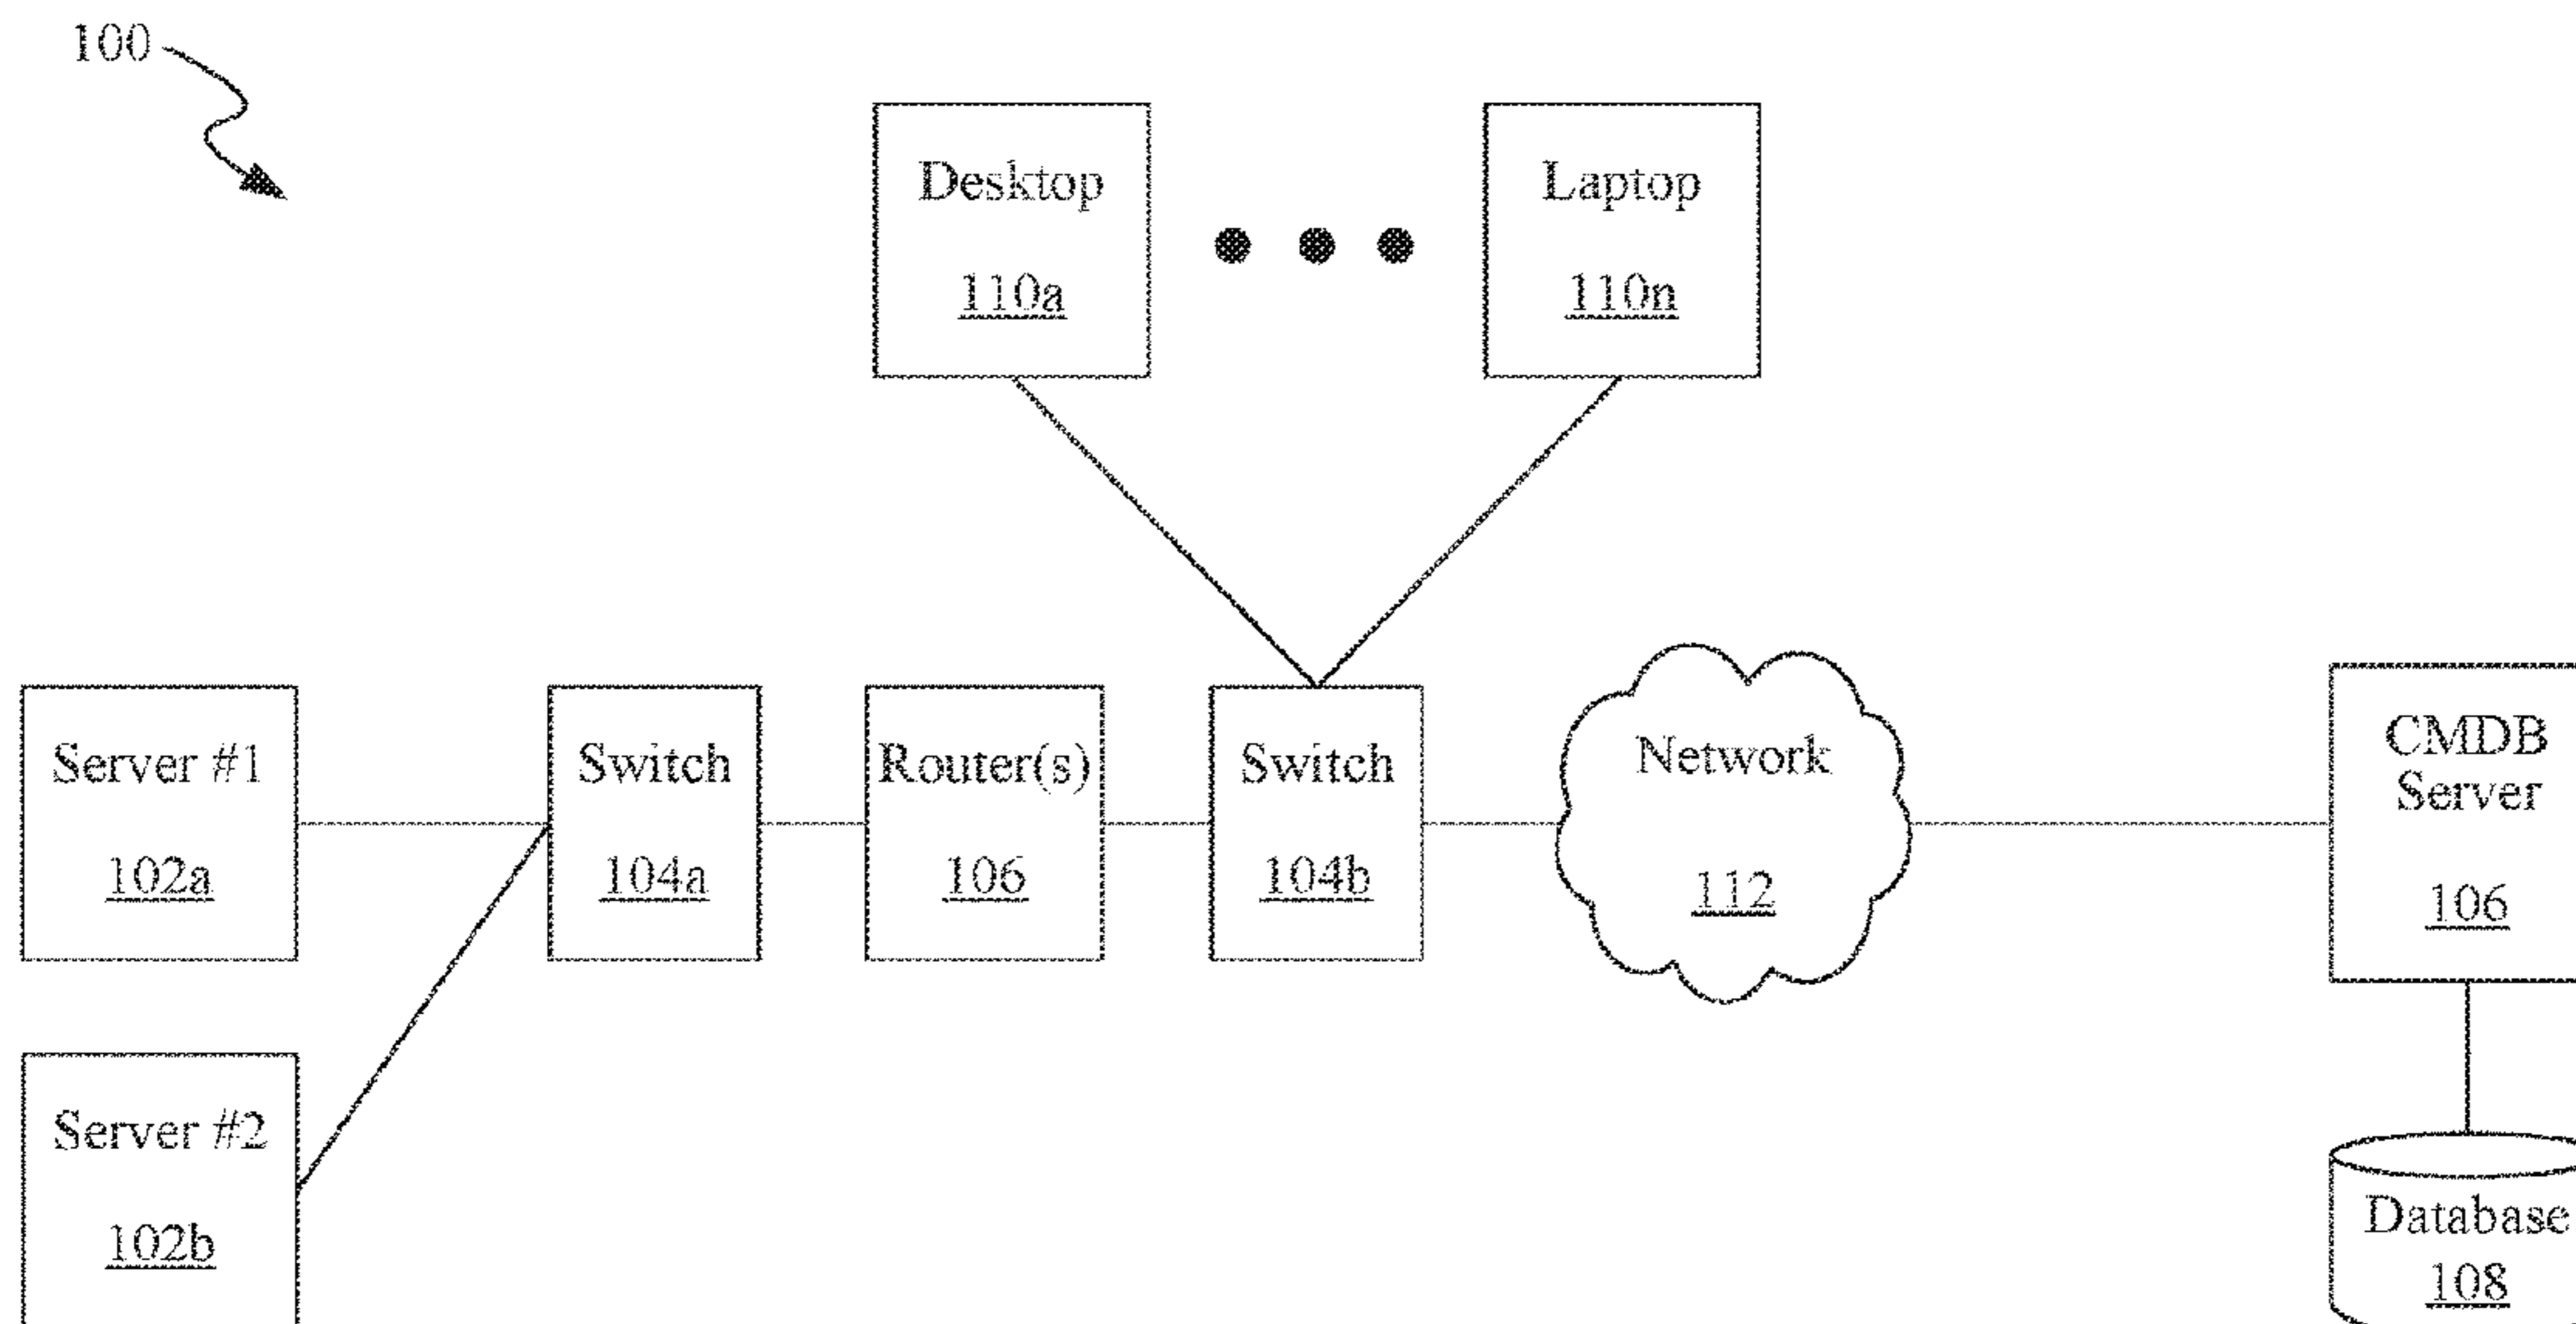 100
Desktop
110a
Laptop
110n
Server #1
102a
Switch
104a
Router(s)
106
Switch
104b
Network
112
CMDB
Server
106
Server #2
102b
Database
108